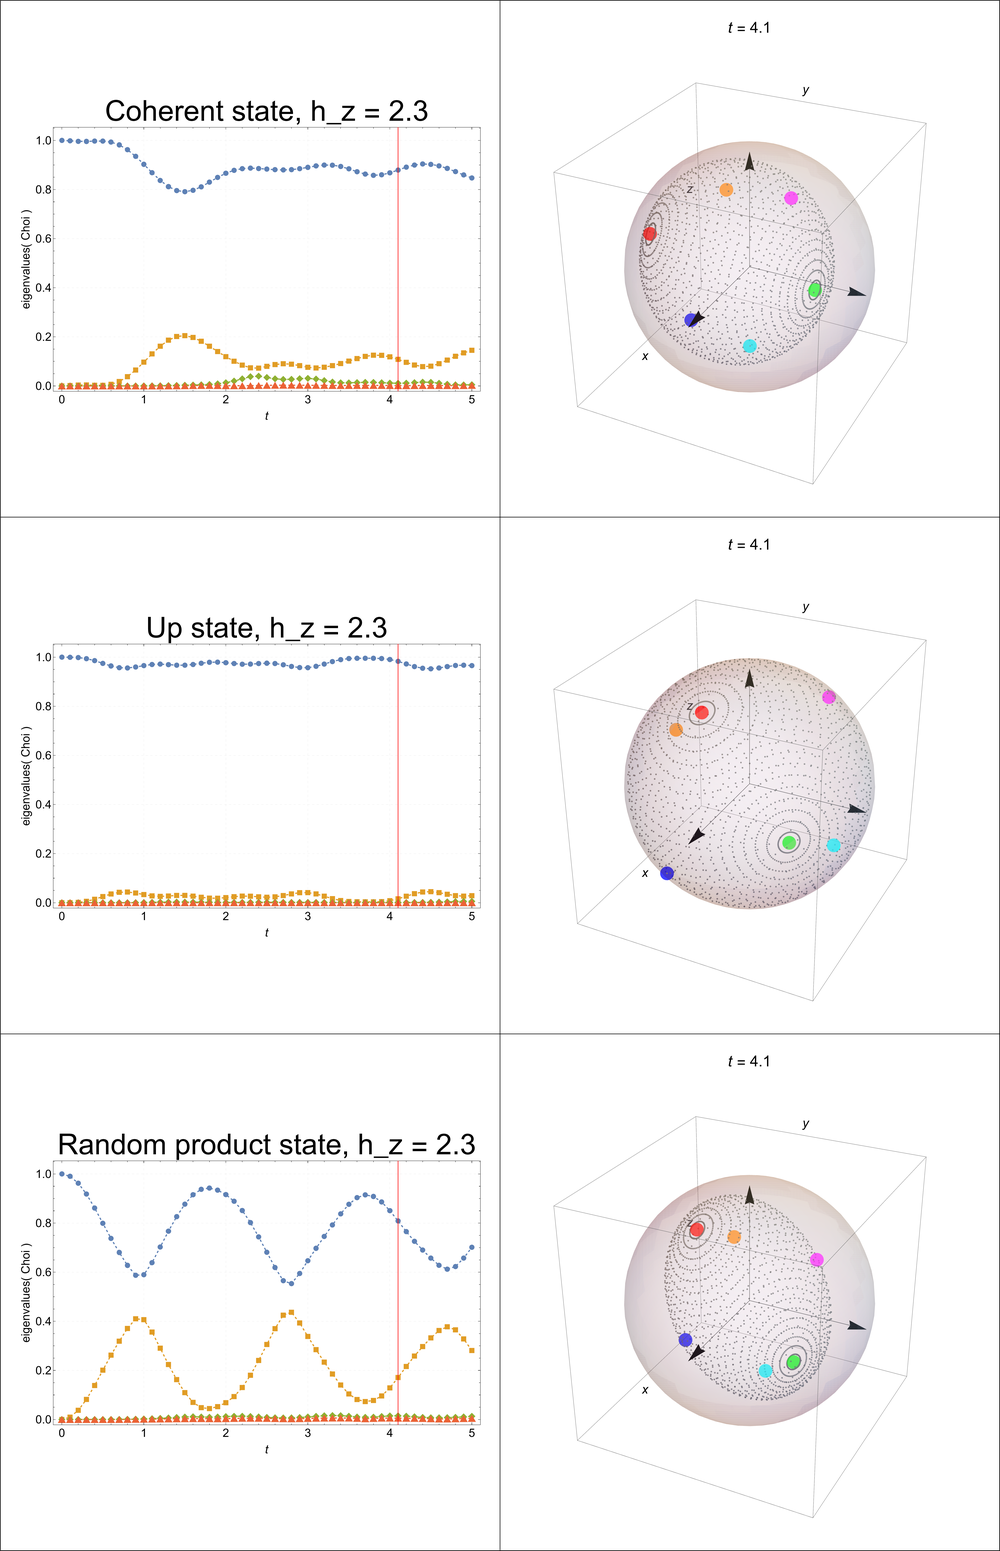 t = 4.1
y
Coherent state, h_z = 2.3
1.0
0.8
z
0.6
eigenvalues( Choi )
0.4
x
0.2
0.0
0 1 2 3 4 5
t
t = 4.1
y
Up state, h_z = 2.3
1.0
z
0.8
0.6
eigenvalues( Choi )
0.4
x
0.2
0.0
0 1 2 3 4 5
t
t = 4.1
y
Random product state, h_z = 2.3
1.0
z
0.8
0.6
eigenvalues( Choi )
0.4
x
0.2
0.0
0 1 2 3 4 5
t